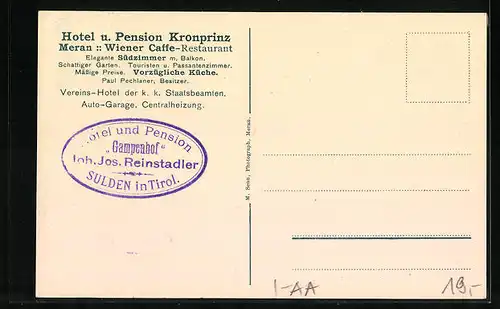 Hotel u. Pension Kronprinz
Meran :: Wiener Caffe-Restaurant
Elegante Südzimmer m. Balkon.
Schattiger Garten. Touristen u. Passantenzimmer.
Mäßige Preise. Vorzügliche Küche.
Paul Pechlaner, Besitzer.
Vereins-Hotel der k. k. Staatsbeamten,
Auto-Garage. Centralheizung.
Hotel und Pension
„Gampenhof"
Joh. Jos. Reinstadler
SULDEN in Tirol.
M. Senn, Photograph, Meran.
I-AA
19,-